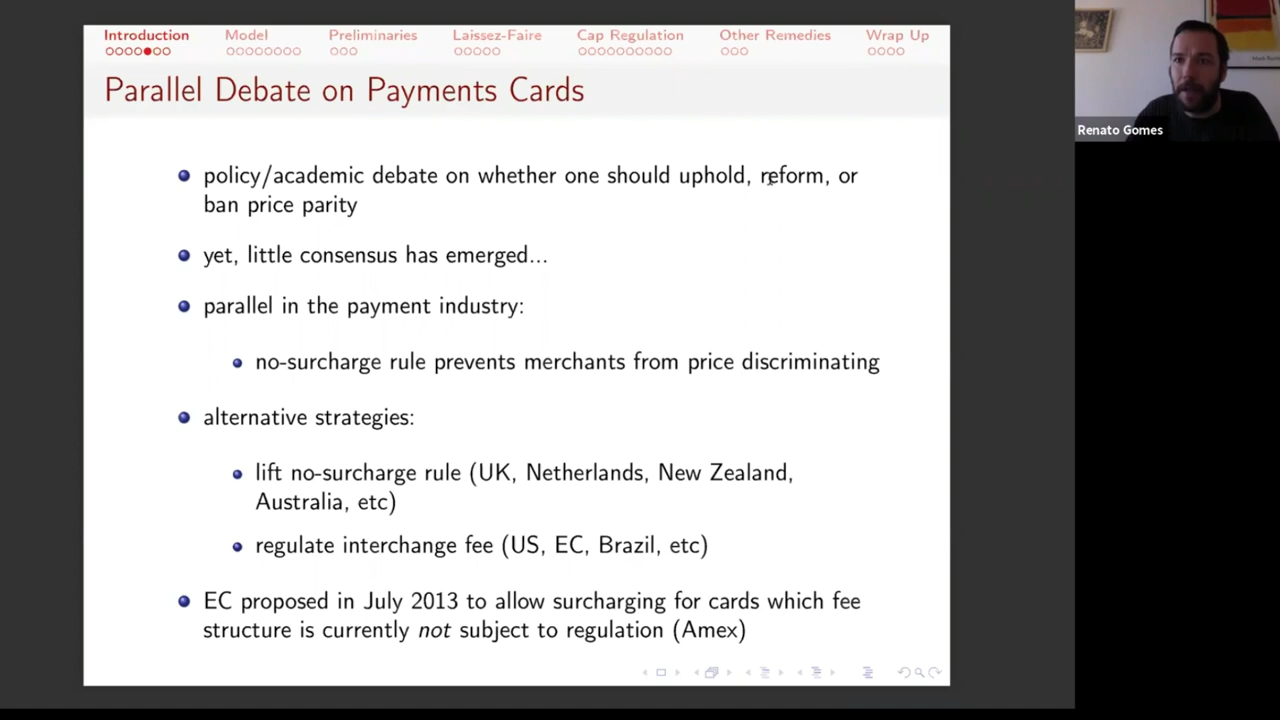 Introduction Model Preliminaries Laissez-Faire Cap Regulation Other Remedies Wrap Up
Parallel Debate on Payments Cards
policy/academic debate on whether one should uphold, reform, or
ban price parity
yet, little consensus has emerged...
parallel in the payment industry:
no-surcharge rule prevents merchants from price discriminating
alternative strategies:
lift no-surcharge rule (UK, Netherlands, New Zealand,
Australia, etc)
regulate interchange fee (US, EC, Brazil, etc)
EC proposed in July 2013 to allow surcharging for cards which fee
structure is currently not subject to regulation (Amex)
Renato Gomes